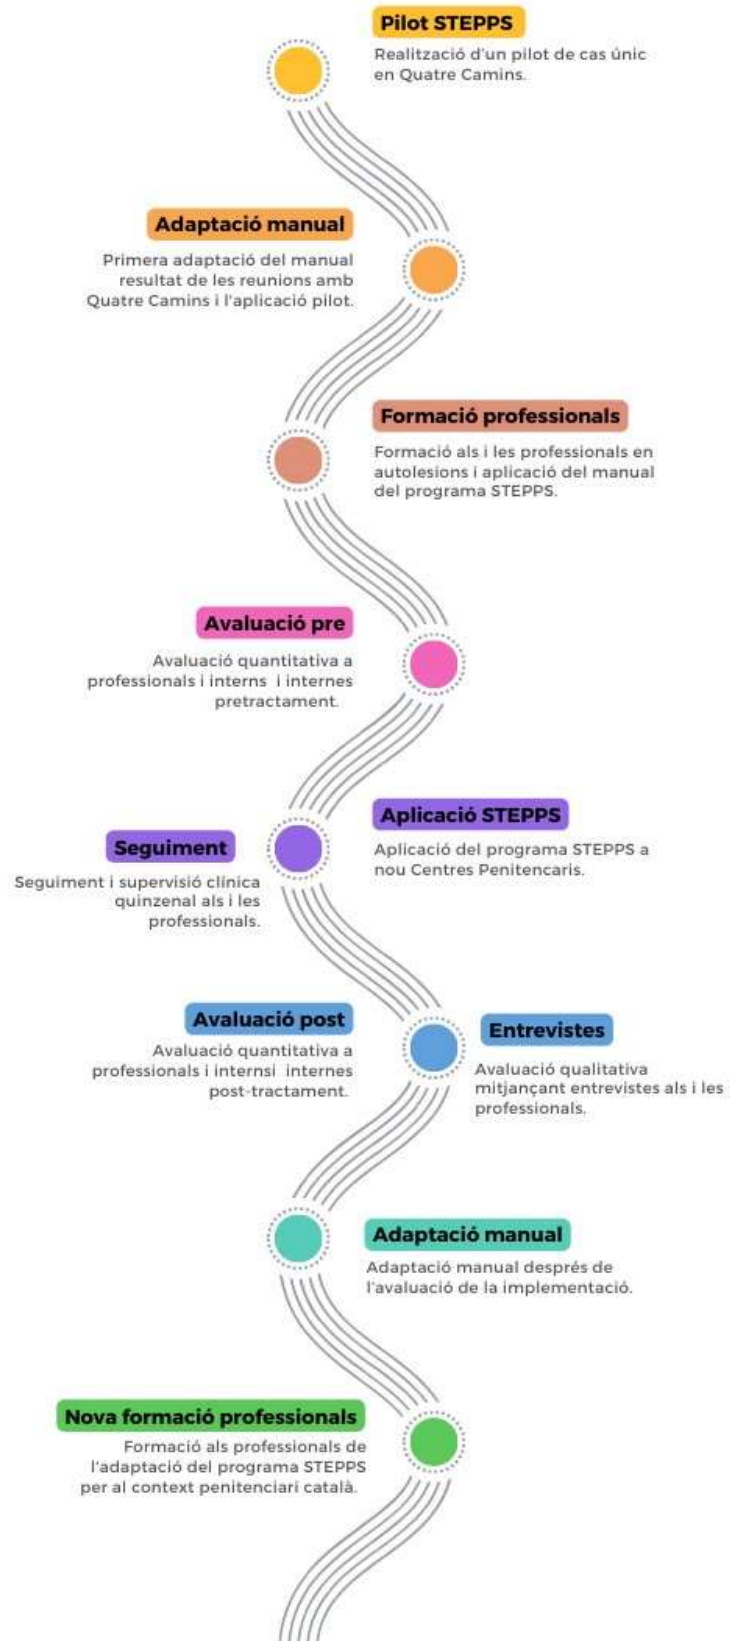 Pilot STEPPS
Realització d'un pilot de cas únic
en Quatre Camins.
Adaptació manual
Primera adaptació del manual
resultat de les reunions amb
Quatre Camins i l'aplicació pilot.
Formació professionals
Formació als i les professionals en
autolesions i aplicació del manual
del programa STEPPS.
Avaluació pre
Avaluació quantitativa a
professionals i interns i internes
pretractament.
Aplicació STEPPS
Aplicació del programa STEPPS a
nou Centres Penitencaris.
Seguiment
Seguiment i supervisió clínica
quinzenal als i les
professionals.
Avaluació post
Avaluació quantitativa a
professionals i internsi internes
post-tractament.
Entrevistes
Avaluació qualitativa
mitjançant entrevistes als i les
professionals.
Adaptació manual
Adaptació manual després de
l'avaluació de la implementació.
Nova formació professionals
Formació als professionals de
l'adaptació del programa STEPPS
per al context penitenciari català.